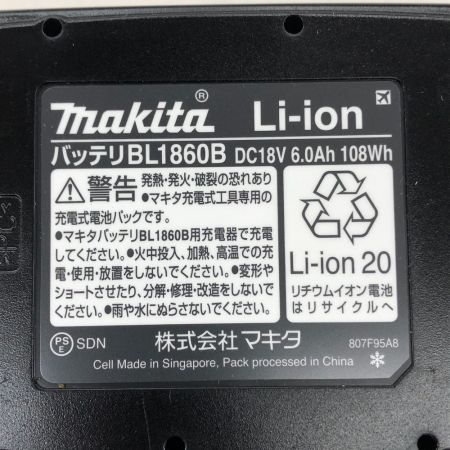 makita® Li-ion
バッテリBL1860B DC18V 6.0Ah 108Wh
警告 発熱・発火・破裂の恐れあり
●マキタ充電式工具専用の
充電式電池パックです。
●マキタバッテリBL1860B用充電器で充電
してください。●火中投入、加熱、高温での充
電・使用・放置をしないでください。●変形や
ショートさせたり、分解・修理・改造をしないで
ください。●雨や水にぬらさないでください。
Li-ion 20
リチウムイオン電池
はリサイクルへ
PSE SDN 株式会社マキタ 807F95A8
Cell Made in Singapore, Pack processed in China